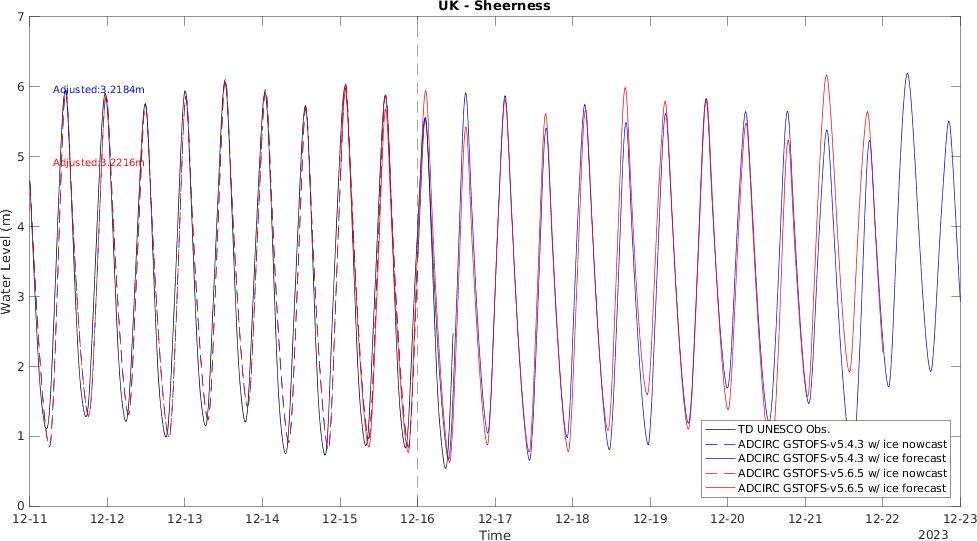 UK - Sheerness
7
6
5
4
3
2
1
0
Water Level (m)
Adjusted:3.2184m
Adjusted:3.2216m
TD UNESCO Obs.
ADCIRC GSTOFS-v5.4.3 w/ ice nowcast
ADCIRC GSTOFS-v5.4.3 w/ ice forecast
ADCIRC GSTOFS-v5.6.5 w/ ice nowcast
ADCIRC GSTOFS-v5.6.5 w/ ice forecast
12-11 12-12 12-13 12-14 12-15 12-16 12-17 12-18 12-19 12-20 12-21 12-22 12-23
Time
2023